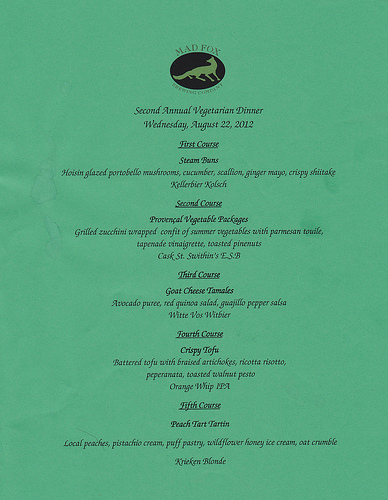 MAD FOX
BREWING COMPANY
Second Annual Vegetarian Dinner
Wednesday, August 22, 2012
First Course
Steam Buns
Hoisin glazed portobello mushrooms, cucumber, scallion, ginger mayo, crispy shiitake
Kellerbier Kolsch
Second Course
Provençal Vegetable Packages
Grilled zucchini wrapped confit of summer vegetables with parmesan touile,
tapenade vinaigrette, toasted pinenuts
Cask St. Swithin's E.S.B
Third Course
Goat Cheese Tamales
Avocado puree, red quinoa salad, guajillo pepper salsa
Witte Vos Witbier
Fourth Course
Crispy Tofu
Battered tofu with braised artichokes, ricotta risotto,
peperanata, toasted walnut pesto
Orange Whip IPA
Fifth Course
Peach Tart Tartin
Local peaches, pistachio cream, puff pastry, wildflower honey ice cream, oat crumble
Krieken Blonde